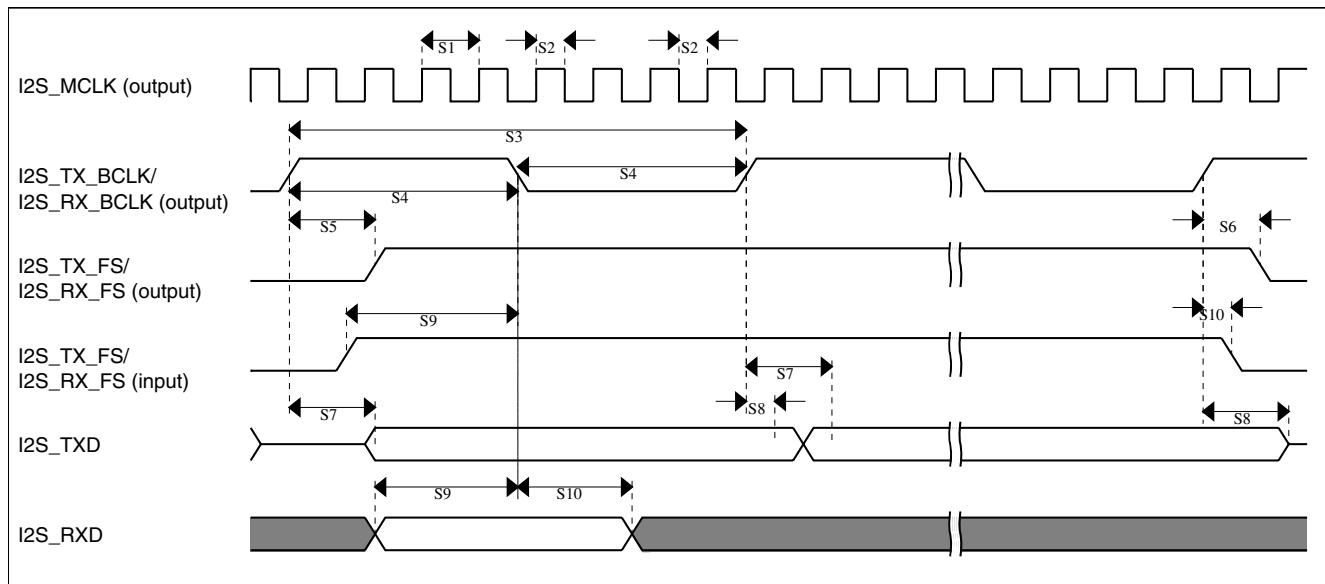 S1
S2
S2
I2S_MCLK (output)
S3
I2S_TX_BCLK/
I2S_RX_BCLK (output)
S4
S4
S5
S6
I2S_TX_FS/
I2S_RX_FS (output)
S9
S10
I2S_TX_FS/
I2S_RX_FS (input)
S7
S7
S8
S8
I2S_TXD
S9
S10
I2S_RXD